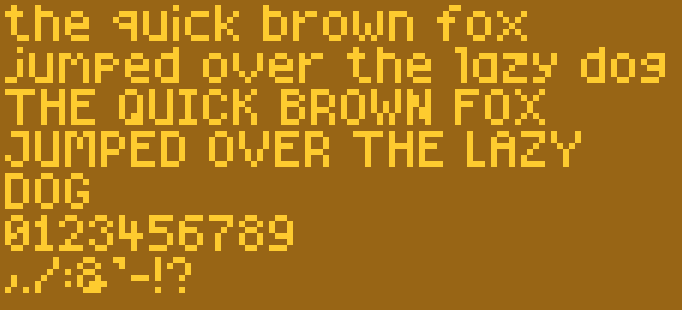 the quick brown fox
jumped over the lazy dog
THE QUICK BROWN FOX
JUMPED OVER THE LAZY
DOG
0123456789
,./:&'-!?